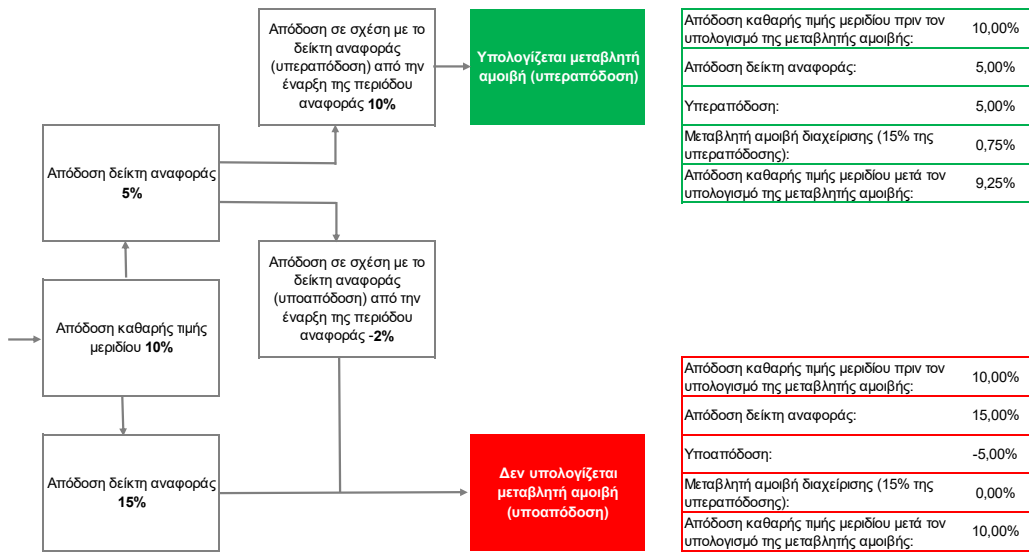 Απόδοση σε σχέση με το
δείκτη αναφοράς
(υπεραπόδοση) από την
έναρξη της περιόδου
αναφοράς 10%
Υπολογίζεται μεταβλητή
αμοιβή (υπεραπόδοση)
Απόδοση καθαρής τιμής μεριδίου πριν τον
υπολογισμό της μεταβλητής αμοιβής:
10,00%
Απόδοση δείκτη αναφοράς:
5,00%
Υπεραπόδοση:
5,00%
Μεταβλητή αμοιβή διαχείρισης (15% της
υπεραπόδοσης):
0,75%
Απόδοση καθαρής τιμής μεριδίου μετά τον
υπολογισμό της μεταβλητής αμοιβής:
9,25%
Απόδοση δείκτη αναφοράς
5%
Απόδοση σε σχέση με το
δείκτη αναφοράς
(υποαπόδοση) από την
έναρξη της περιόδου
αναφοράς -2%
Απόδοση καθαρής τιμής
μεριδίου 10%
Απόδοση δείκτη αναφοράς
15%
Δεν υπολογίζεται
μεταβλητή αμοιβή
(υποαπόδοση)
Απόδοση καθαρής τιμής μεριδίου πριν τον
υπολογισμό της μεταβλητής αμοιβής:
10,00%
Απόδοση δείκτη αναφοράς:
15,00%
Υποαπόδοση:
-5,00%
Μεταβλητή αμοιβή διαχείρισης (15% της
υπεραπόδοσης):
0,00%
Απόδοση καθαρής τιμής μεριδίου μετά τον
υπολογισμό της μεταβλητής αμοιβής:
10,00%